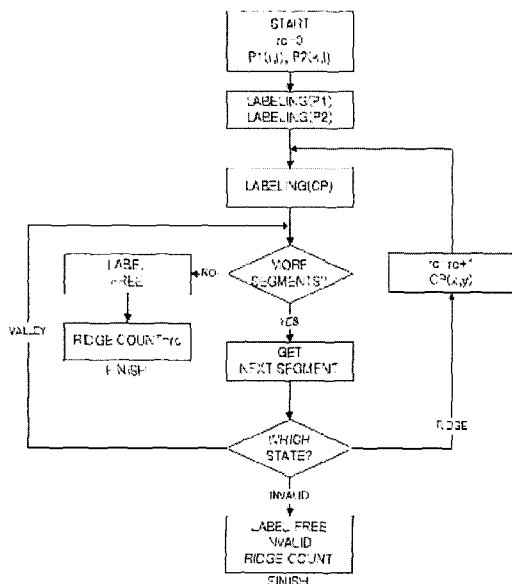 START
rc=0
P1(i,j), P2(k,l)
LABELING(P1)
LABELING(P2)
LABELING(CP)
MORE
SEGMENTS?
NO
LABEL
FREE
RIDGE COUNT=rc
FINISH
YES
GET
NEXT SEGMENT
rc=rc+1
CP(x,y)
VALLEY
RIDGE
WHICH
STATE?
INVALID
LABEL FREE
INVALID
RIDGE COUNT
FINISH